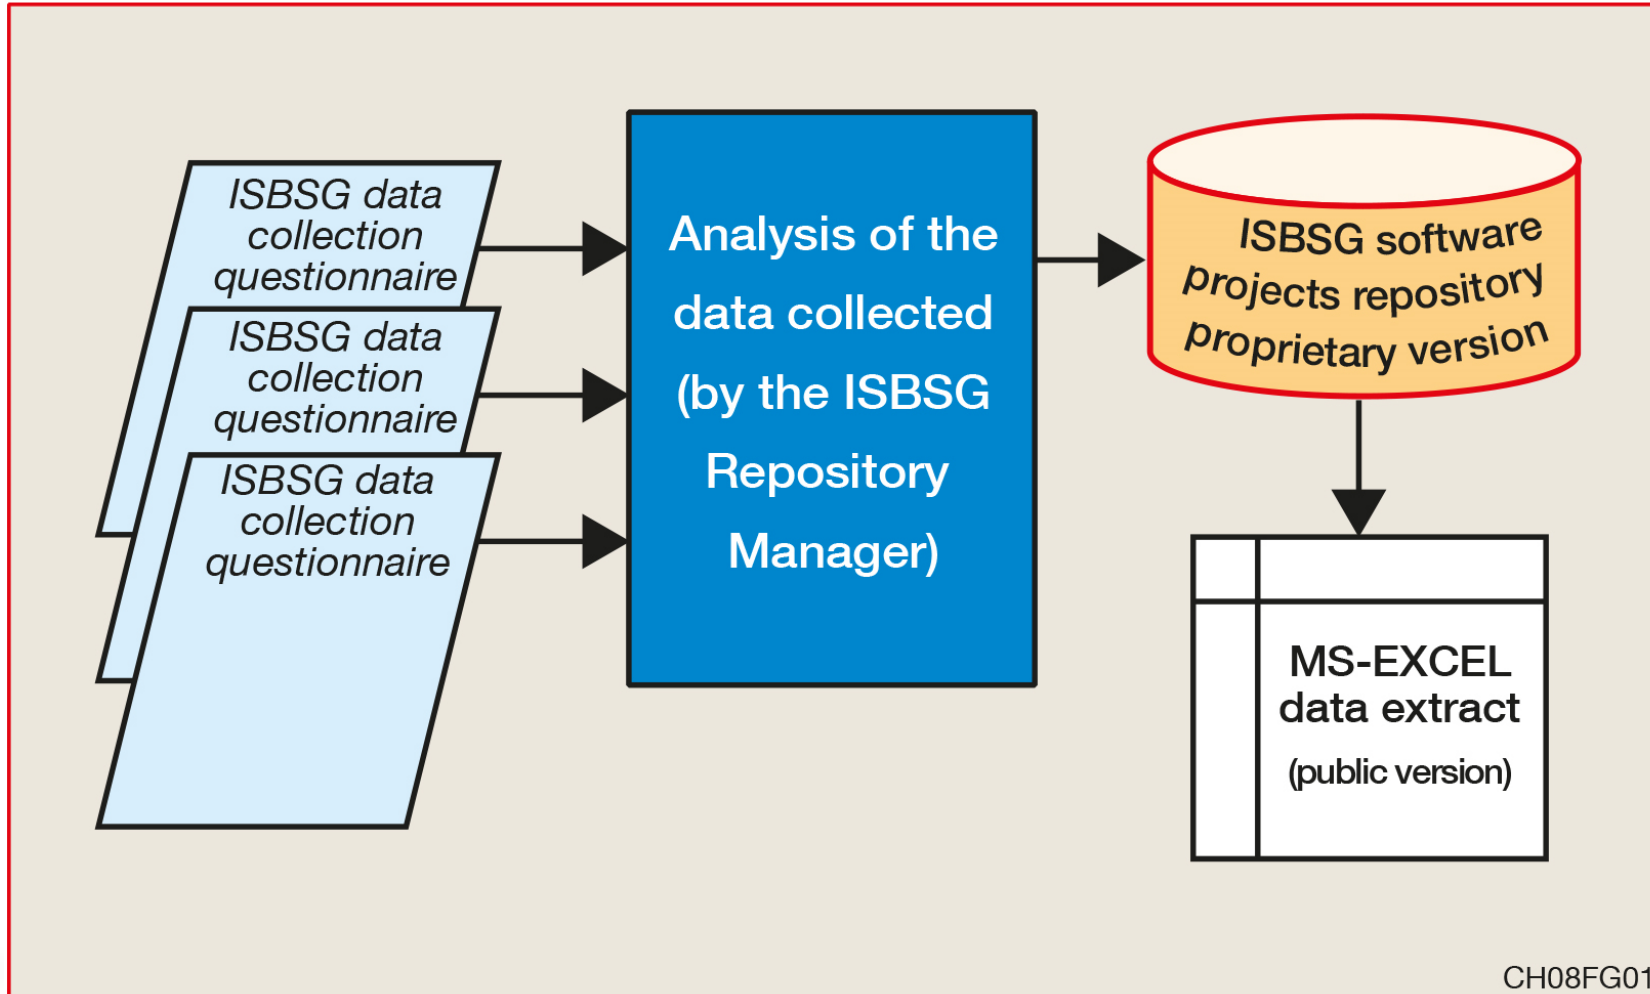 ISBSG data
collection
questionnaire
ISBSG data
collection
questionnaire
ISBSG data
collection
questionnaire
Analysis of the
data collected
(by the ISBSG
Repository
Manager)
ISBSG software
projects repository
proprietary version
MS-EXCEL
data extract
(public version)
CH08FG01